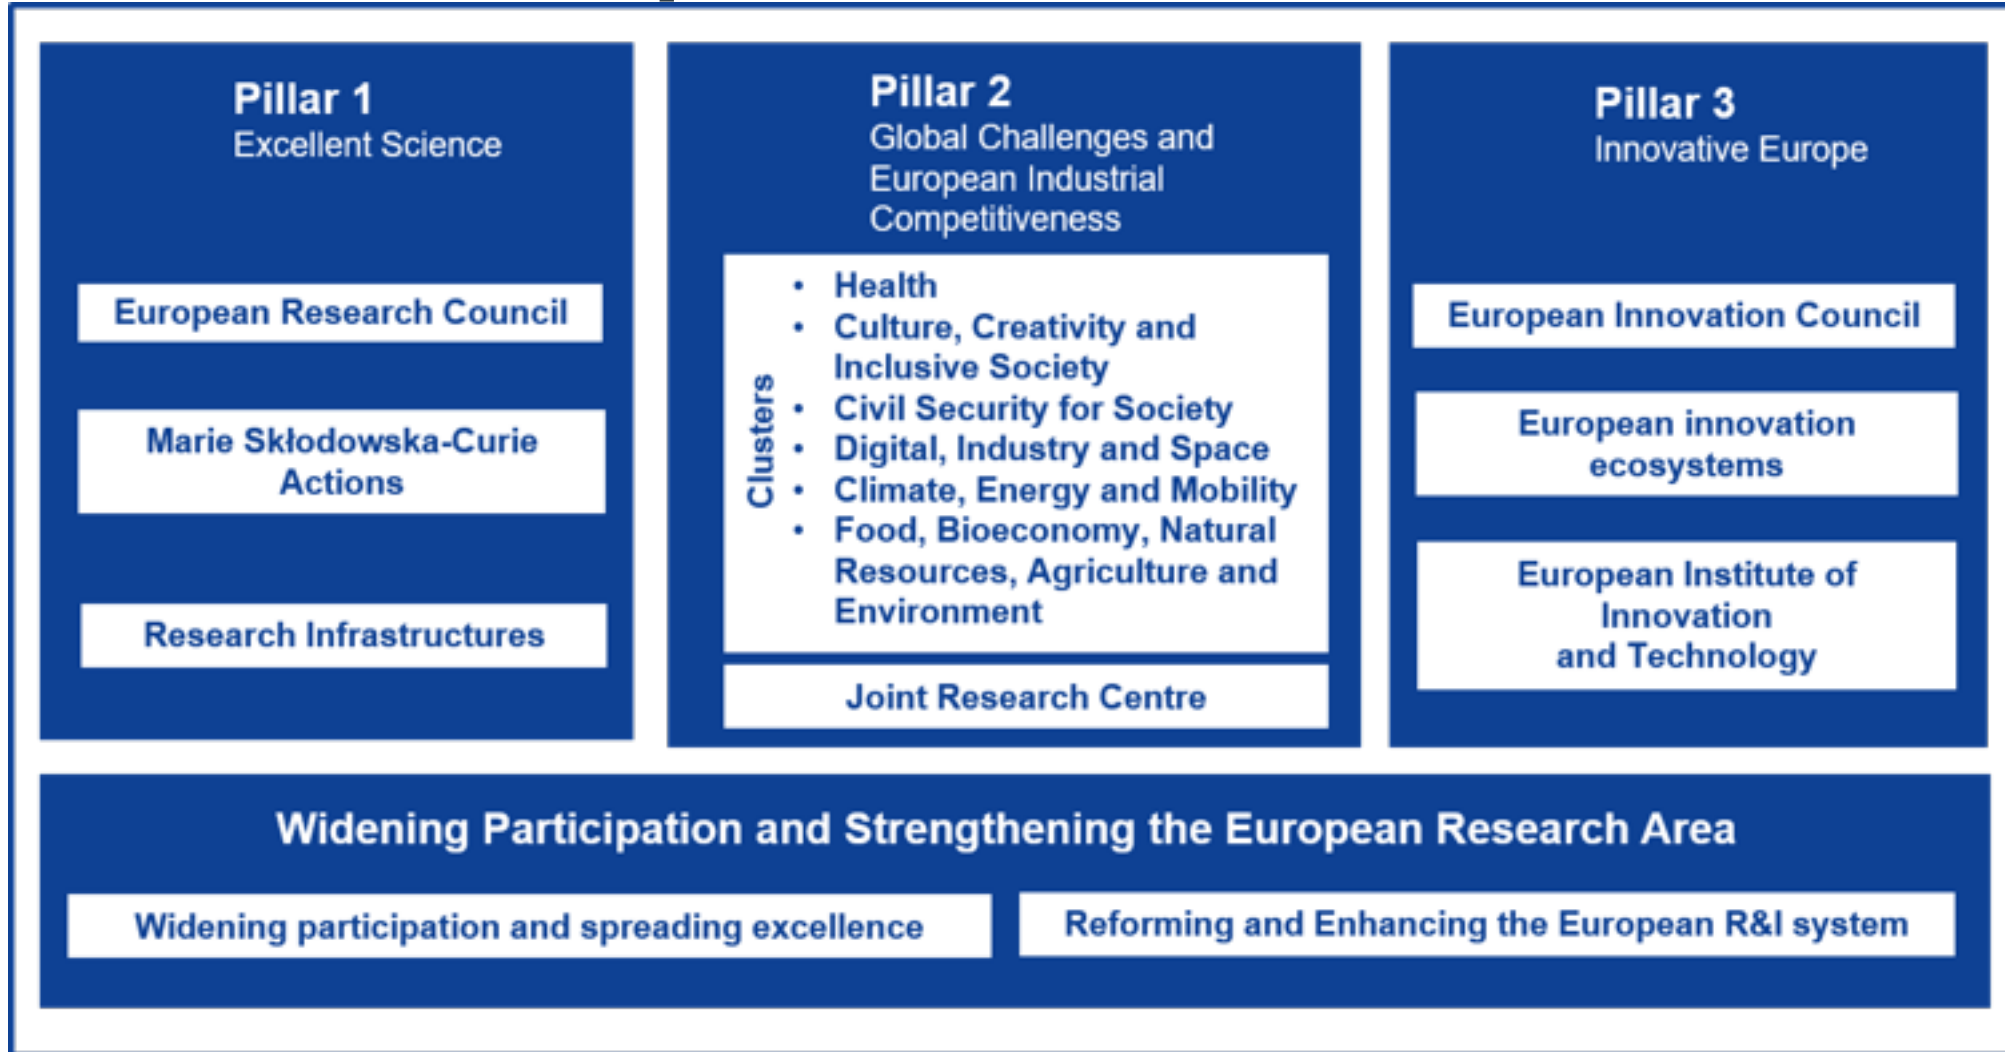 Pillar 1
Excellent Science
European Research Council
Marie Skłodowska-Curie
Actions
Research Infrastructures
Pillar 2
Global Challenges and
European Industrial
Competitiveness
Clusters
• Health
• Culture, Creativity and
Inclusive Society
• Civil Security for Society
• Digital, Industry and Space
• Climate, Energy and Mobility
• Food, Bioeconomy, Natural
Resources, Agriculture and
Environment
Joint Research Centre
Pillar 3
Innovative Europe
European Innovation Council
European innovation
ecosystems
European Institute of
Innovation
and Technology
Widening Participation and Strengthening the European Research Area
Widening participation and spreading excellence
Reforming and Enhancing the European R&I system